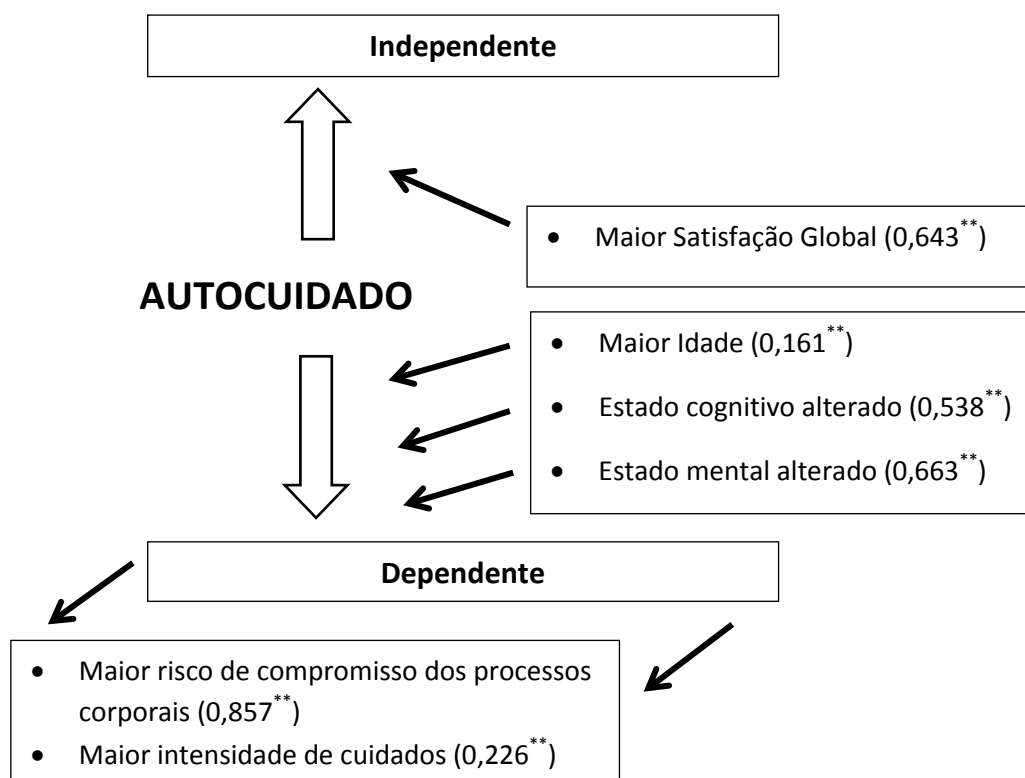 Independente
• Maior Satisfação Global (0,643**)
AUTOCUIDADO
• Maior Idade (0,161**)
• Estado cognitivo alterado (0,538**)
• Estado mental alterado (0,663**)
Dependente
• Maior risco de compromisso dos processos
corporais (0,857**)
• Maior intensidade de cuidados (0,226**)